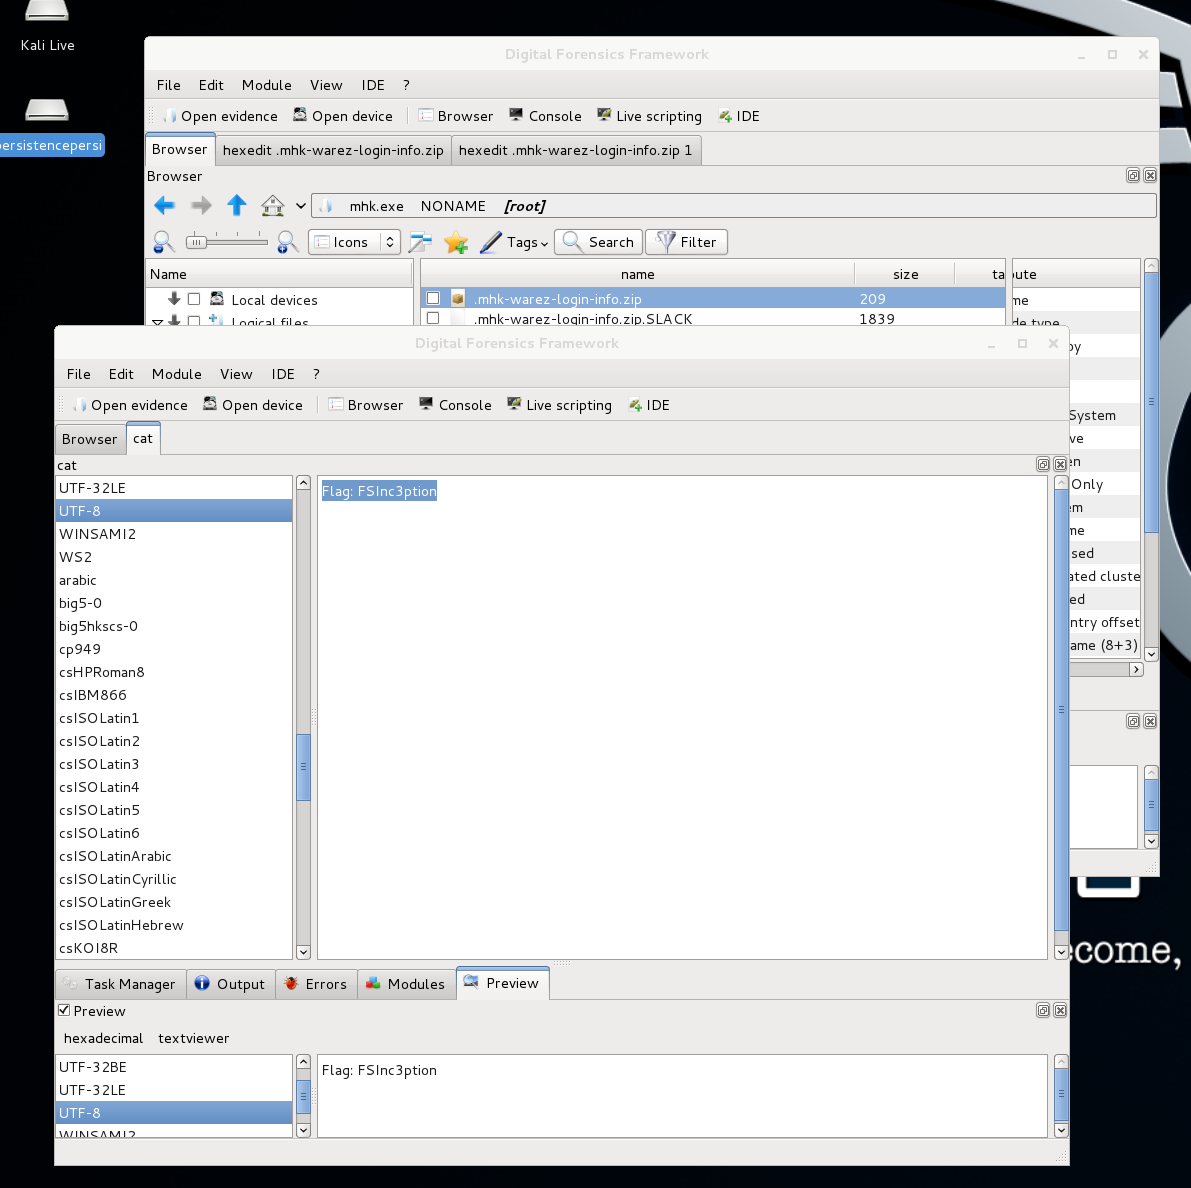 Kali Live
persistencepersi
Digital Forensics Framework
File Edit Module View IDE ?
Open evidence Open device Browser Console Live scripting IDE
Browser hexedit .mhk-warez-login-info.zip hexedit .mhk-warez-login-info.zip 1
Browser
mhk.exe NONAME [root]
Icons Tags Search Filter
Name name size ta bute
Local devices .mhk-warez-login-info.zip 209 me
Logical files .mhk-warez-login-info.zip.SLACK 1839 de type
by
System
ve
en
Only
em
me
sed
ated cluste
ed
ntry offset
ame (8+3)
ecome,
Digital Forensics Framework
File Edit Module View IDE ?
Open evidence Open device Browser Console Live scripting IDE
Browser cat
cat
UTF-32LE
UTF-8
WINSAMI2
WS2
arabic
big5-0
big5hkscs-0
cp949
csHPRoman8
csIBM866
csISOLatin1
csISOLatin2
csISOLatin3
csISOLatin4
csISOLatin5
csISOLatin6
csISOLatinArabic
csISOLatinCyrillic
csISOLatinGreek
csISOLatinHebrew
csKOI8R
Flag: FSInc3ption
Task Manager Output Errors Modules Preview
Preview
hexadecimal textviewer
UTF-32BE
UTF-32LE
UTF-8
WINSAMI2
Flag: FSInc3ption